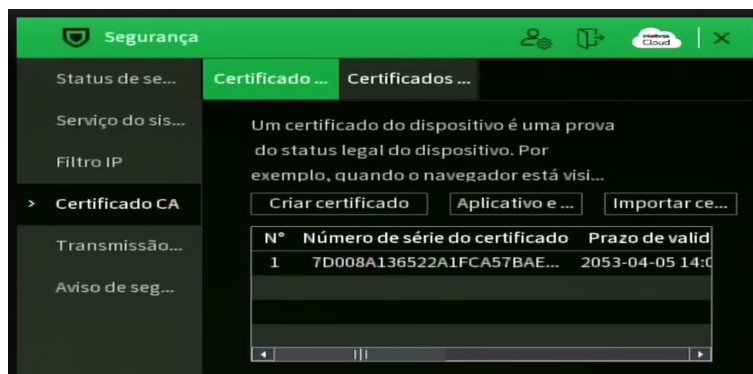 Segurança
intelbras Cloud
Status de se...
Certificado ...
Certificados ...
Serviço do sis...
Um certificado do dispositivo é uma prova
do status legal do dispositivo. Por
exemplo, quando o navegador está visi...
Filtro IP
> Certificado CA
Criar certificado
Aplicativo e ...
Importar ce...
Transmissão...
Aviso de seg...
N° Número de série do certificado Prazo de valid
1 7D008A136522A1FCA57BAE... 2053-04-05 14:0